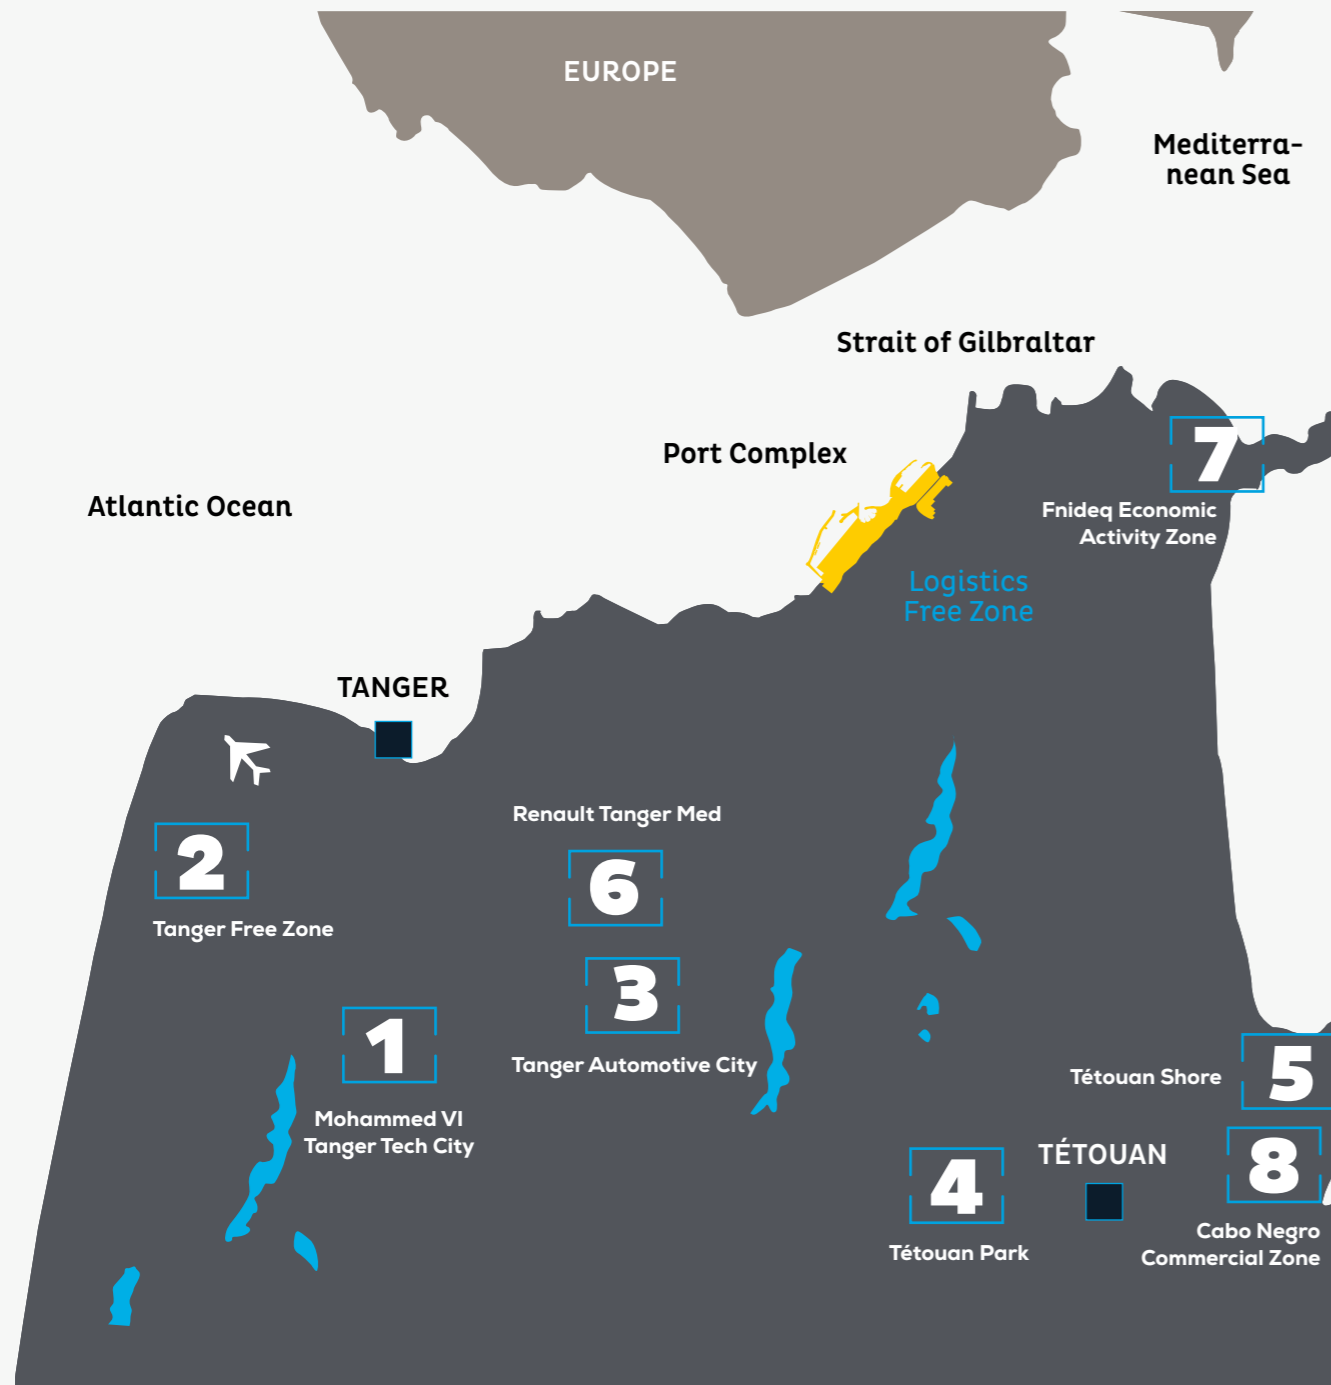 EUROPE
Mediterra-
nean Sea
Strait of Gilbraltar
Port Complex
Atlantic Ocean
7
Fnideq Economic
Activity Zone
Logistics
Free Zone
TANGER
Renault Tanger Med
2
6
Tanger Free Zone
3
1
Tanger Automotive City
Tétouan Shore
5
Mohammed VI
Tanger Tech City
TÉTOUAN
4
8
Tétouan Park
Cabo Negro
Commercial Zone